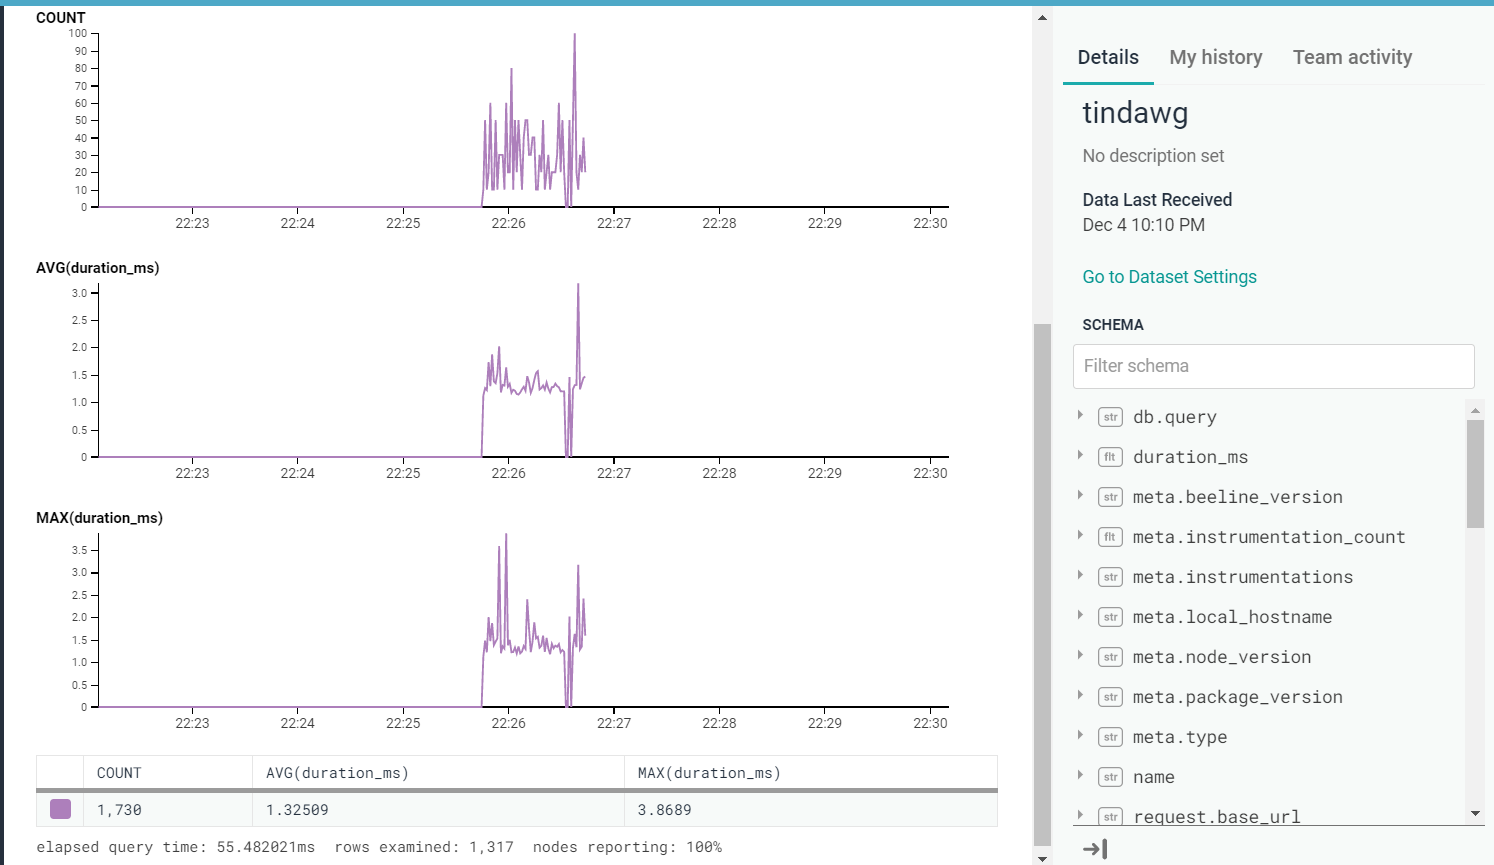 COUNT
100
90
80
70
60
50
40
30
20
10
0
22:23 22:24 22:25 22:26 22:27 22:28 22:29 22:30
AVG(duration_ms)
3.0
2.5
2.0
1.5
1.0
0.5
0
22:23 22:24 22:25 22:26 22:27 22:28 22:29 22:30
MAX(duration_ms)
3.5
3.0
2.5
2.0
1.5
1.0
0.5
0
22:23 22:24 22:25 22:26 22:27 22:28 22:29 22:30
COUNT AVG(duration_ms) MAX(duration_ms)
1,730 1.32509 3.8689
elapsed query time: 55.482021ms rows examined: 1,317 nodes reporting: 100%
Details My history Team activity
tindawg
No description set
Data Last Received
Dec 4 10:10 PM
Go to Dataset Settings
SCHEMA
Filter schema
str db.query
flt duration_ms
str meta.beeline_version
flt meta.instrumentation_count
str meta.instrumentations
str meta.local_hostname
str meta.node_version
str meta.package_version
str meta.type
str name
str request.base_url